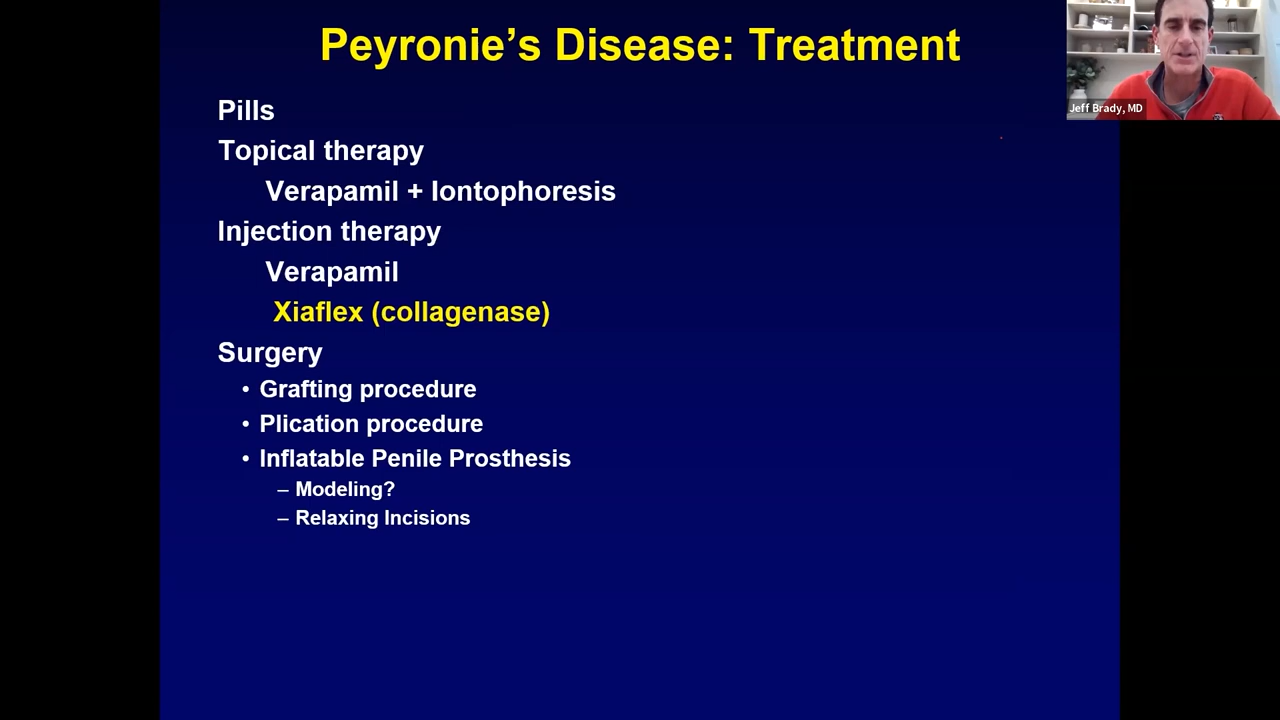 Peyronie's Disease: Treatment
Jeff Brady, MD
Pills
Topical therapy
Verapamil + Iontophoresis
Injection therapy
Verapamil
Xiaflex (collagenase)
Surgery
• Grafting procedure
• Plication procedure
• Inflatable Penile Prosthesis
– Modeling?
– Relaxing Incisions